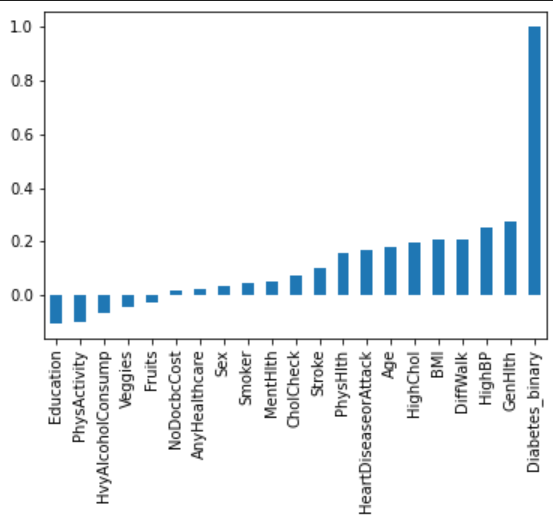 1.0
0.8
0.6
0.4
0.2
0.0
Education
PhysActivity
HvyAlcoholConsump
Veggies
Fruits
NoDocbcCost
AnyHealthcare
Sex
Smoker
MentHlth
CholCheck
Stroke
PhysHlth
HeartDiseaseorAttack
Age
HighChol
BMI
DiffWalk
HighBP
GenHlth
Diabetes_binary